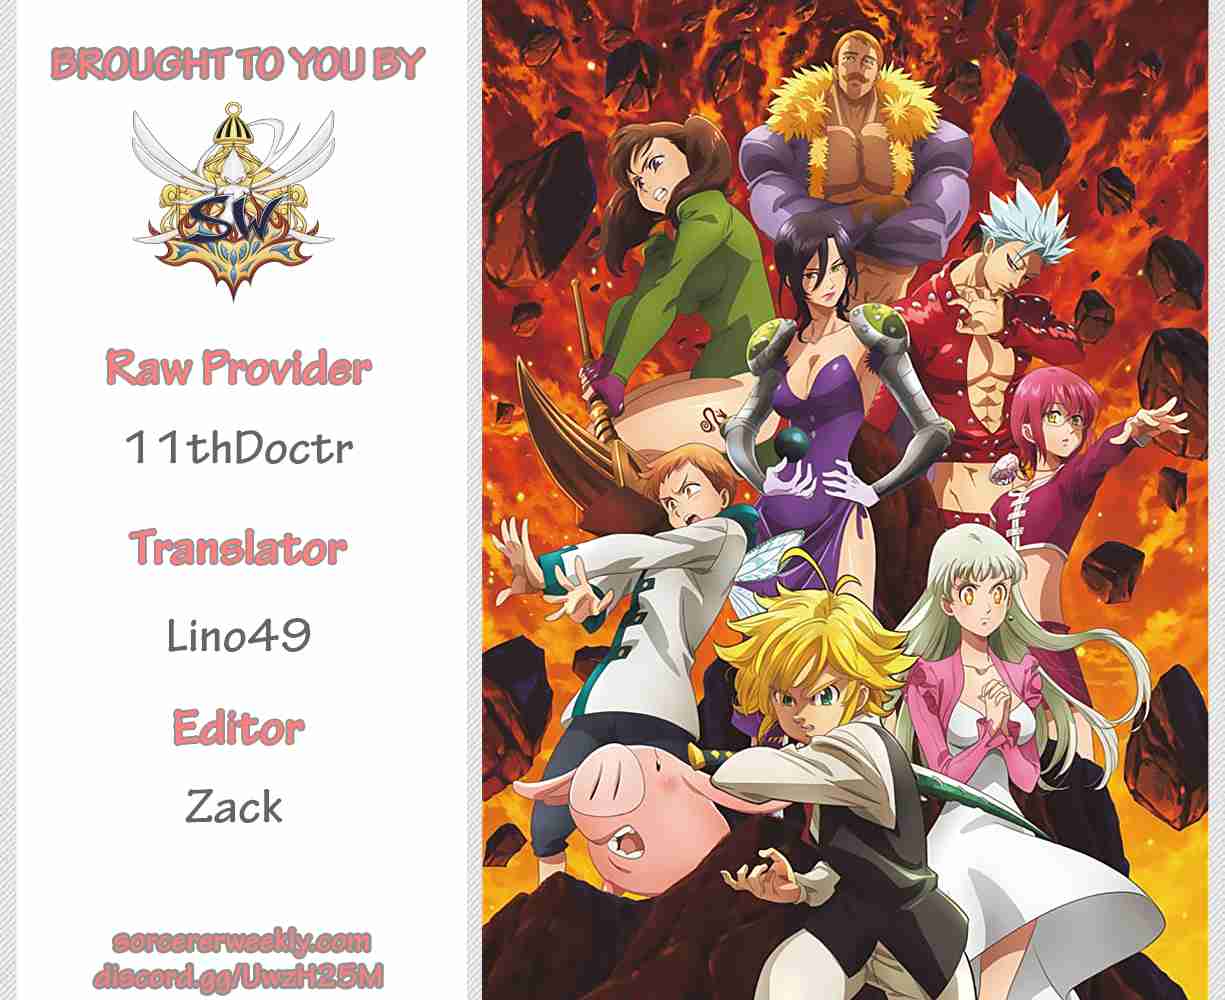 BROUGHT TO YOU BY
SW
Raw Provider
11thDoctr
Translator
Lino49
Editor
Zack
sorcererweekly.com
discord.gg/UwzH25M